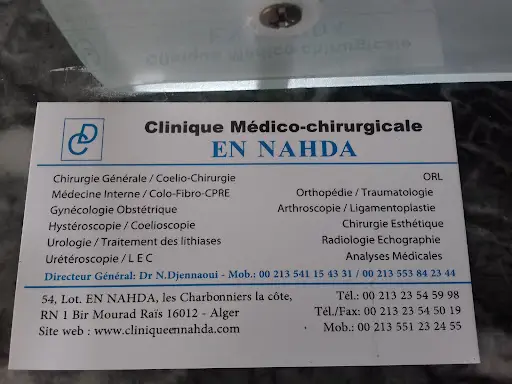 Clinique Médico-chirurgicale
CD
Clinique Médico-chirurgicale
EN NAHDA
Chirurgie Générale / Coelio-Chirurgie
ORL
Médecine Interne / Colo-Fibro-CPRE
Orthopédie / Traumatologie
Gynécologie Obstétrique
Arthroscopie / Ligamentoplastie
Hystéroscopie / Coelioscopie
Chirurgie Esthétique
Urologie / Traitement des lithiases
Radiologie Echographie
Urétéroscopie / L E C
Analyses Médicales
Directeur Général: Dr N.Djennaoui - Mob.: 00 213 541 15 43 31 / 00 213 553 84 23 44
54, Lot. EN NAHDA, les Charbonniers la côte,
Tél.: 00 213 23 54 59 98
RN 1 Bir Mourad Raïs 16012 - Alger
Tél./Fax: 00 213 23 54 50 19
Site web : www.cliniqueennahda.com
Mob.: 00 213 551 23 24 55